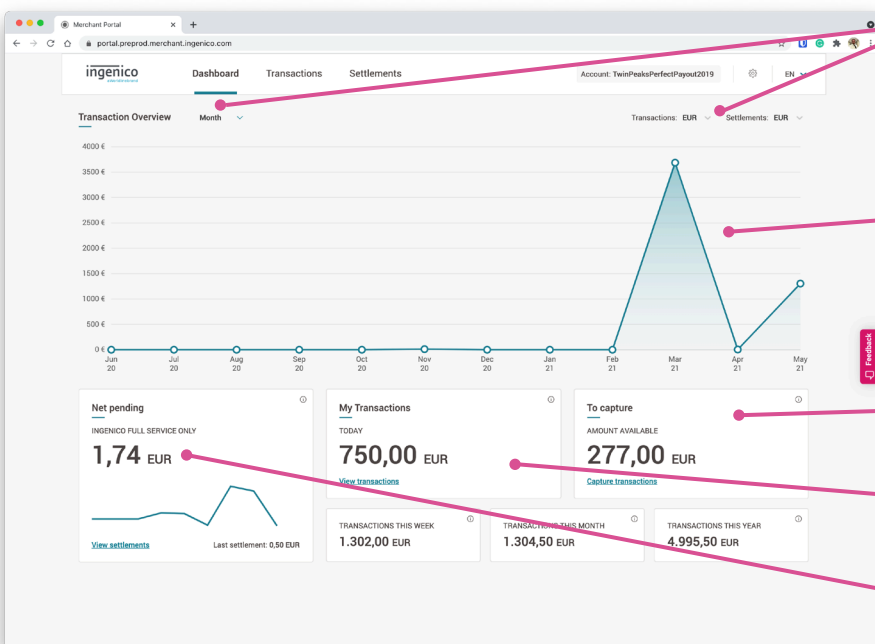 Merchant Portal
portal.preprod.merchant.ingenico.com
ingenico
Dashboard Transactions Settlements Account: TwinPeaksPerfectPayout2019 EN
Transaction Overview Month Transactions: EUR Settlements: EUR
4000 €
3500 €
3000 €
2500 €
2000 €
1500 €
1000 €
500 €
0 €
Jun 20 Jul 20 Aug 20 Sep 20 Oct 20 Nov 20 Dec 20 Jan 21 Feb 21 Mar 21 Apr 21 May 21
Feedback
Net pending
INGENICO FULL SERVICE ONLY
1,74 EUR
View settlements Last settlement: 0,50 EUR
My Transactions
TODAY
750,00 EUR
View transactions
To capture
AMOUNT AVAILABLE
277,00 EUR
Capture transactions
TRANSACTIONS THIS WEEK
1.302,00 EUR
TRANSACTIONS THIS MONTH
1.304,50 EUR
TRANSACTIONS THIS YEAR
4.995,50 EUR